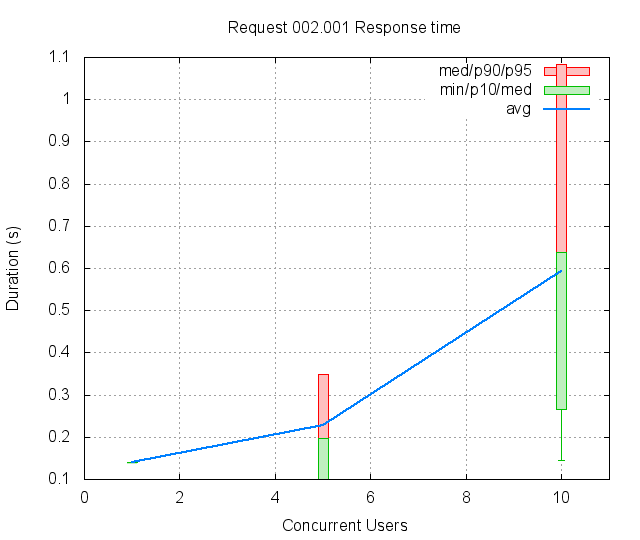 Request 002.001 Response time
med/p90/p95
min/p10/med
avg
1.1
1
0.9
0.8
0.7
0.6
0.5
0.4
0.3
0.2
0.1
Duration (s)
0 2 4 6 8 10
Concurrent Users